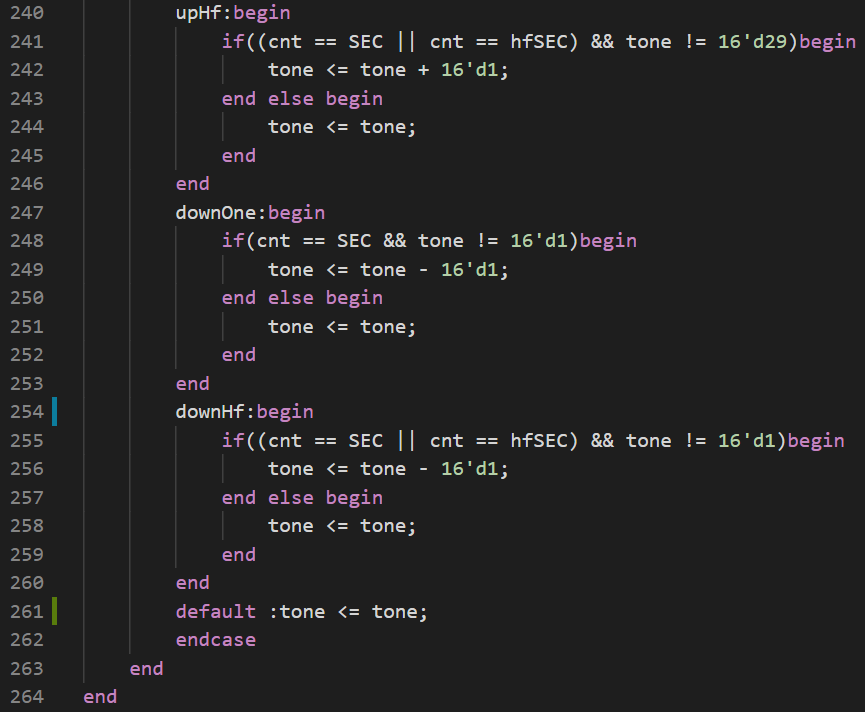 240 upHf:begin
241 if((cnt == SEC || cnt == hfSEC) && tone != 16'd29)begin
242 tone <= tone + 16'd1;
243 end else begin
244 tone <= tone;
245 end
246 end
247 downOne:begin
248 if(cnt == SEC && tone != 16'd1)begin
249 tone <= tone - 16'd1;
250 end else begin
251 tone <= tone;
252 end
253 end
254 downHf:begin
255 if((cnt == SEC || cnt == hfSEC) && tone != 16'd1)begin
256 tone <= tone - 16'd1;
257 end else begin
258 tone <= tone;
259 end
260 end
261 default :tone <= tone;
262 endcase
263 end
264 end